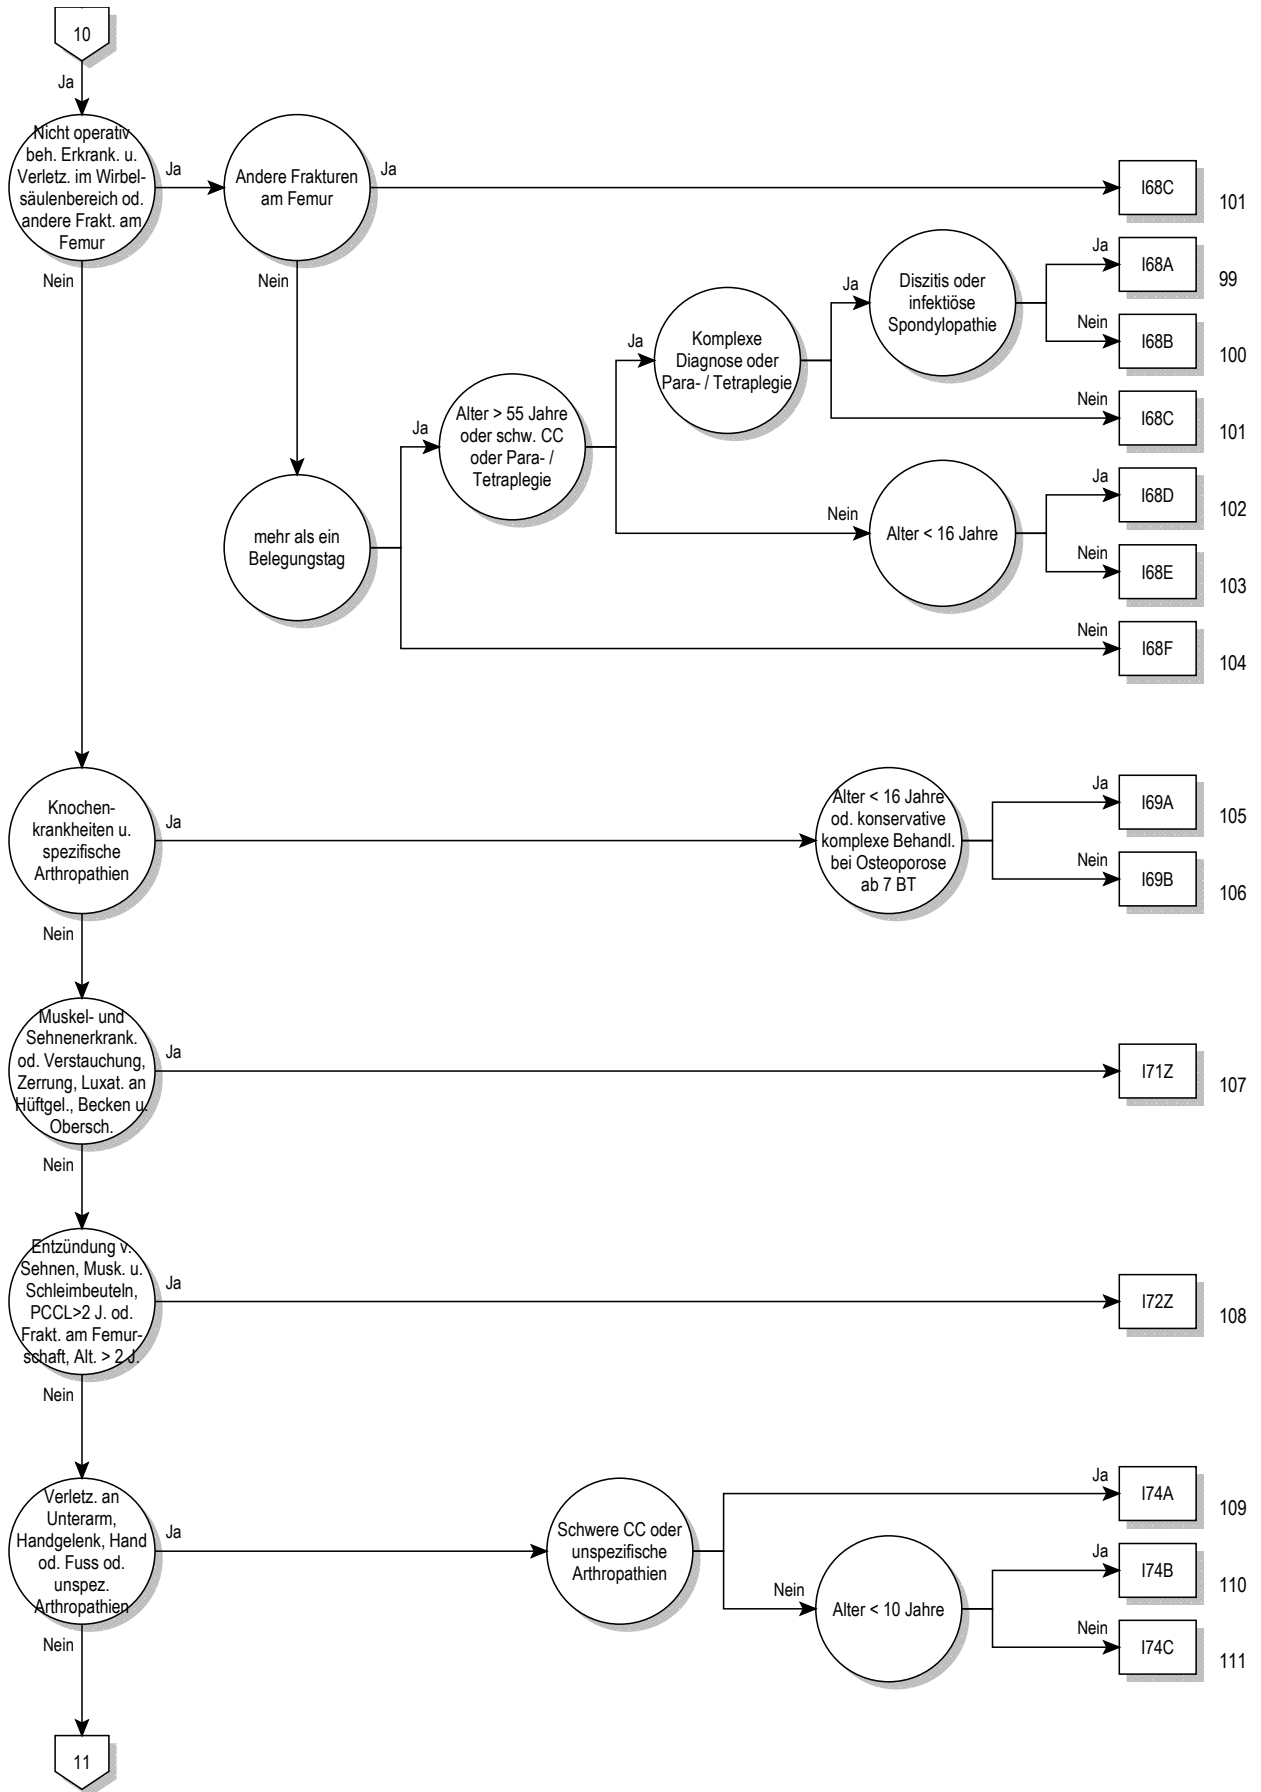 10
Ja
Nicht operativ
beh. Erkrank. u.
Verletz. im Wirbel-
säulenbereich od.
andere Frakt. am
Femur
Ja
Andere Frakturen
am Femur
Ja
I68C
101
Nein
Nein
mehr als ein
Belegungstag
Ja
Alter > 55 Jahre
oder schw. CC
oder Para- /
Tetraplegie
Ja
Komplexe
Diagnose oder
Para- / Tetraplegie
Ja
Diszitis oder
infektiöse
Spondylopathie
Ja
I68A
99
Nein
I68B
100
Nein
I68C
101
Nein
Alter < 16 Jahre
Ja
I68D
102
Nein
I68E
103
Nein
I68F
104
Knochen-
krankheiten u.
spezifische
Arthropathien
Ja
Alter < 16 Jahre
od. konservative
komplexe Behandl.
bei Osteoporose
ab 7 BT
Ja
I69A
105
Nein
I69B
106
Nein
Muskel- und
Sehnenerkrank.
od. Verstauchung,
Zerrung, Luxat. an
Hüftgel., Becken u.
Obersch.
Ja
I71Z
107
Nein
Entzündung v.
Sehnen, Musk. u.
Schleimbeuteln,
PCCL>2 J. od.
Frakt. am Femur-
schaft, Alt. > 2 J.
Ja
I72Z
108
Nein
Verletz. an
Unterarm,
Handgelenk, Hand
od. Fuss od.
unspez.
Arthropathien
Ja
Schwere CC oder
unspezifische
Arthropathien
Ja
I74A
109
Nein
Alter < 10 Jahre
Ja
I74B
110
Nein
I74C
111
Nein
11